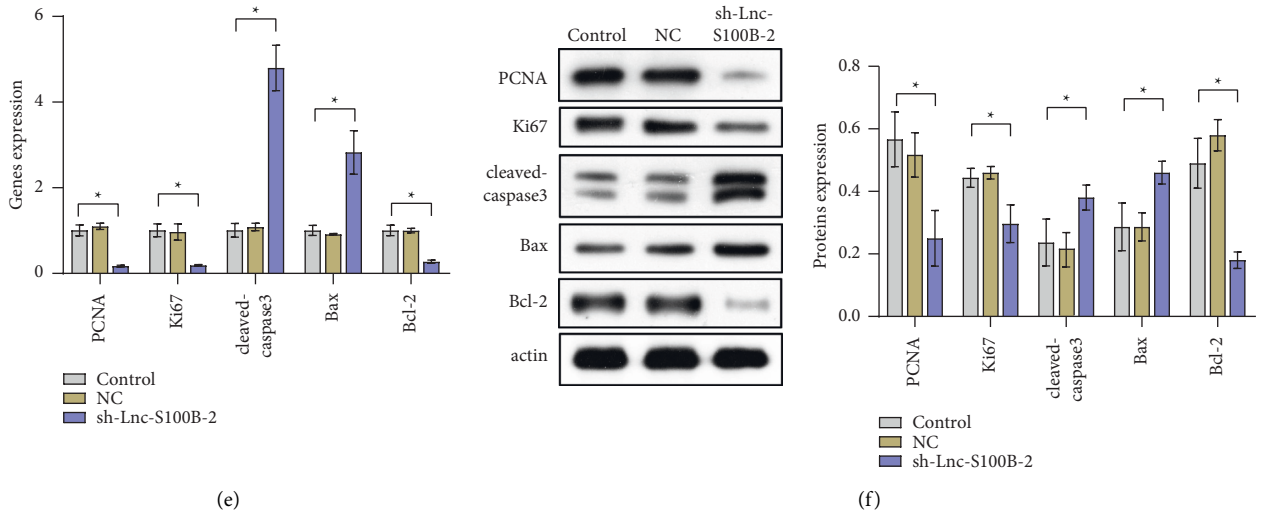 Genes expression
6
4
2
0
*
*
*
*
*
PCNA
Ki67
cleaved-
caspase3
Bax
Bcl-2
Control
NC
sh-Lnc-S100B-2
(e)
Control
NC
sh-Lnc-
S100B-2
PCNA
Ki67
cleaved-
caspase3
Bax
Bcl-2
actin
Proteins expression
0.8
0.6
0.4
0.2
0.0
*
*
*
*
*
PCNA
Ki67
cleaved-
caspase3
Bax
Bcl-2
Control
NC
sh-Lnc-S100B-2
(f)